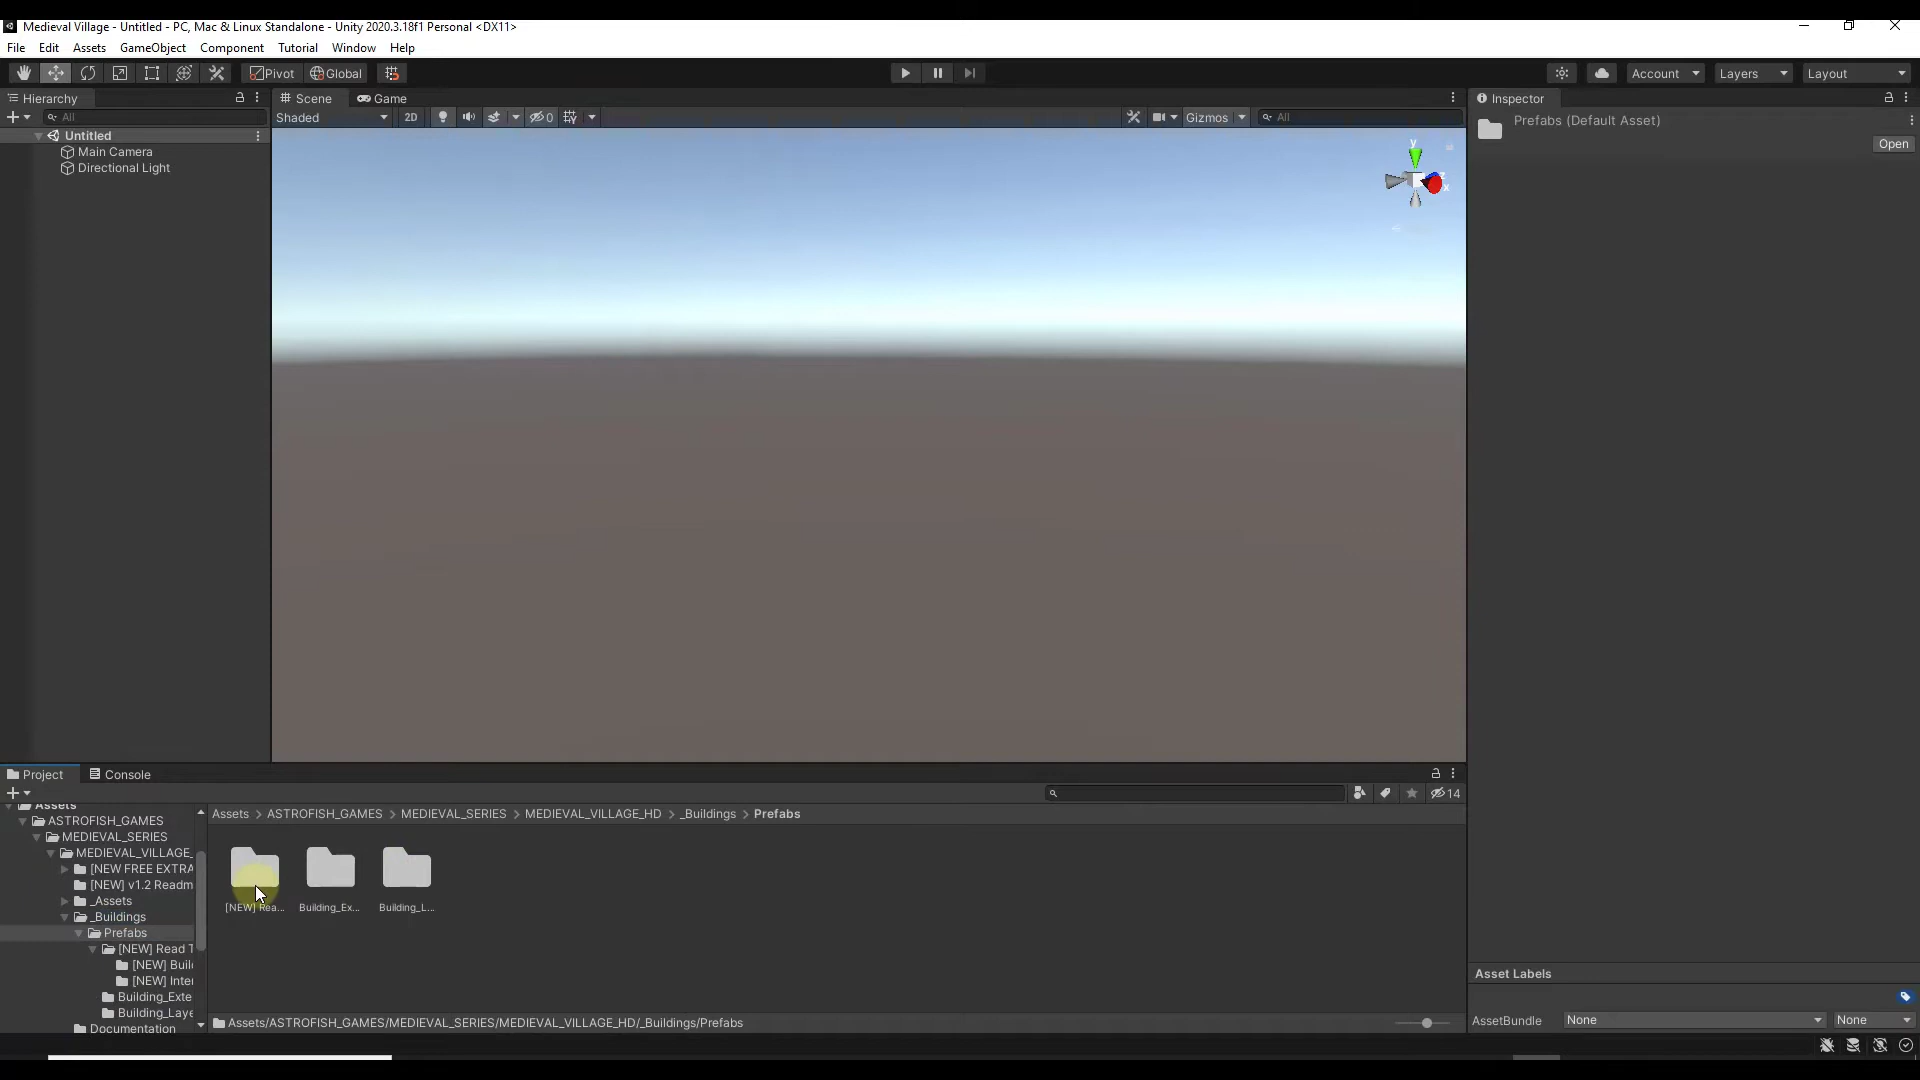 Medieval Village - Untitled - PC, Mac & Linux Standalone - Unity 2020.3.18f1 Personal <DX11>
File Edit Assets GameObject Component Tutorial Window Help
Pivot Global Account Layers Layout
Hierarchy
All
Untitled
Main Camera
Directional Light
Scene Game
Shaded 2D 0 Gizmos All
y
x
Inspector
Prefabs (Default Asset)
Open
Project Console
14
Assets
ASTROFISH_GAMES
MEDIEVAL_SERIES
MEDIEVAL_VILLAGE_
[NEW FREE EXTRA
[NEW] v1.2 Readm
_Assets
_Buildings
Prefabs
[NEW] Read T
[NEW] Buil
[NEW] Inter
Building_Exte
Building_Laye
Documentation
Assets > ASTROFISH_GAMES > MEDIEVAL_SERIES > MEDIEVAL_VILLAGE_HD > _Buildings > Prefabs
[NEW] Rea... Building_Ex... Building_L...
Assets/ASTROFISH_GAMES/MEDIEVAL_SERIES/MEDIEVAL_VILLAGE_HD/_Buildings/Prefabs
Asset Labels
AssetBundle None None